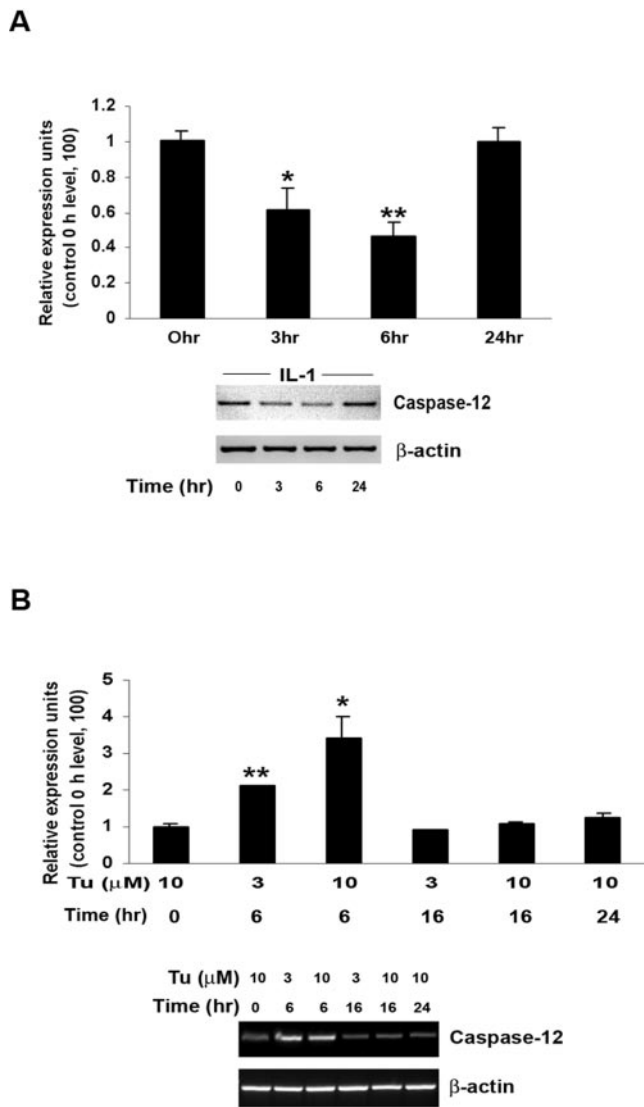 A
Relative expression units
(control 0 h level, 100)
1.2
1
0.8
0.6
0.4
0.2
0
*
**
Ohr 3hr 6hr 24hr
IL-1
Caspase-12
β-actin
Time (hr) 0 3 6 24
B
Relative expression units
(control 0 h level, 100)
5
4
3
2
1
0
**
*
Tu (μM) 10 3 10 3 10 10
Time (hr) 0 6 6 16 16 24
Tu (μM) 10 3 10 3 10 10
Time (hr) 0 6 6 16 16 24
Caspase-12
β-actin